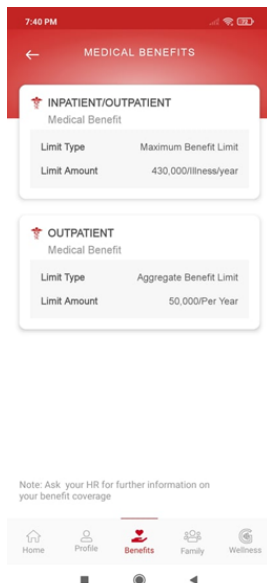 7:40 PM
MEDICAL BENEFITS
INPATIENT/OUTPATIENT
Medical Benefit
Limit Type Maximum Benefit Limit
Limit Amount 430,000/Illness/year
OUTPATIENT
Medical Benefit
Limit Type Aggregate Benefit Limit
Limit Amount 50,000/Per Year
Note: Ask your HR for further information on
your benefit coverage
Home Profile Benefits Family Wellness